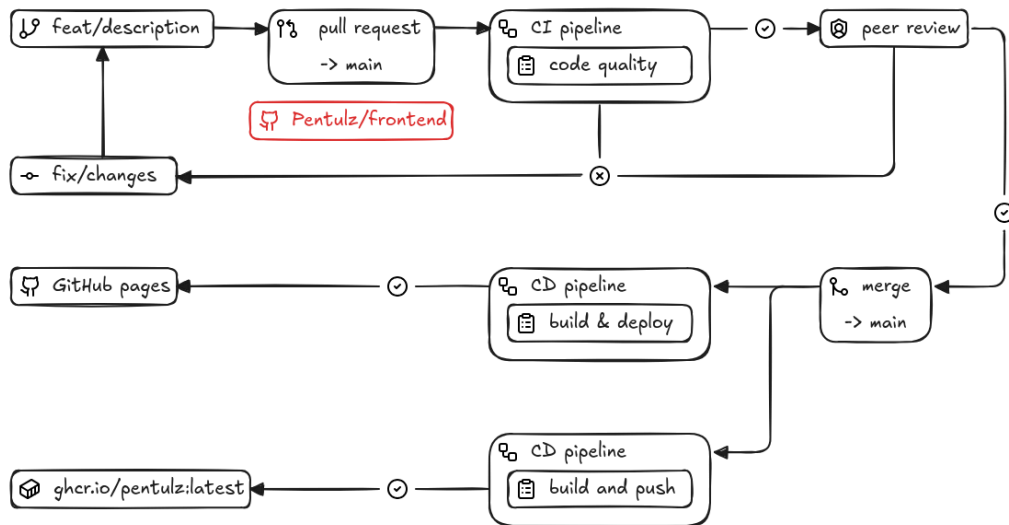 feat/description
pull request
-> main
CI pipeline
code quality
peer review
Pentulz/frontend
fix/changes
GitHub pages
CD pipeline
build & deploy
merge
-> main
CD pipeline
build and push
ghcr.io/pentulz:latest